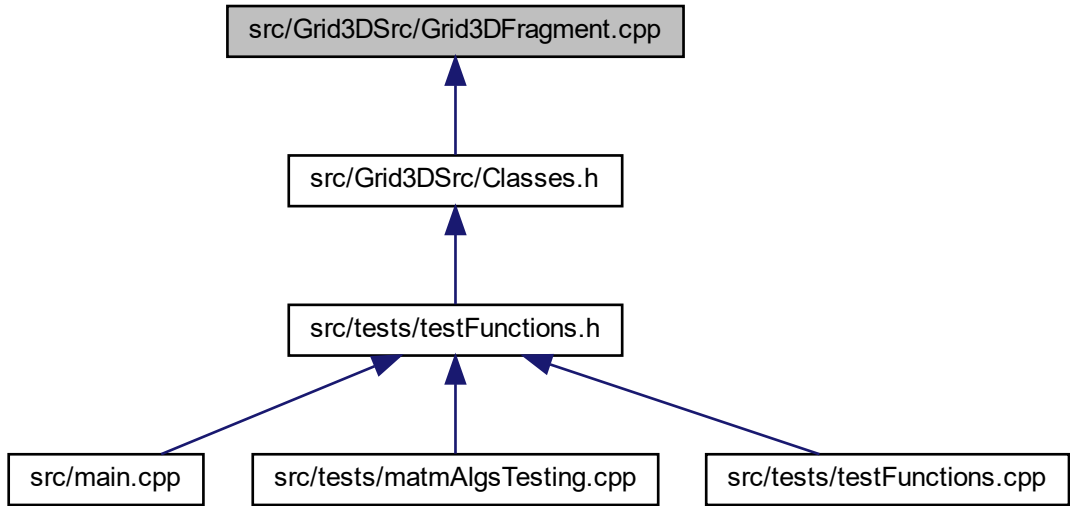 src/Grid3DSrc/Grid3DFragment.cpp
src/Grid3DSrc/Classes.h
src/tests/testFunctions.h
src/main.cpp
src/tests/matmAlgsTesting.cpp
src/tests/testFunctions.cpp